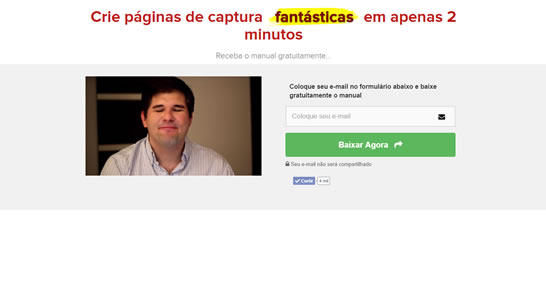 Crie páginas de captura fantásticas em apenas 2
minutos
Receba o manual gratuitamente...
Coloque seu e-mail no formulário abaixo e baixe
gratuitamente o manual
Coloque seu e-mail
Baixar Agora
Seu e-mail não será compartilhado
Curtir 4 mil